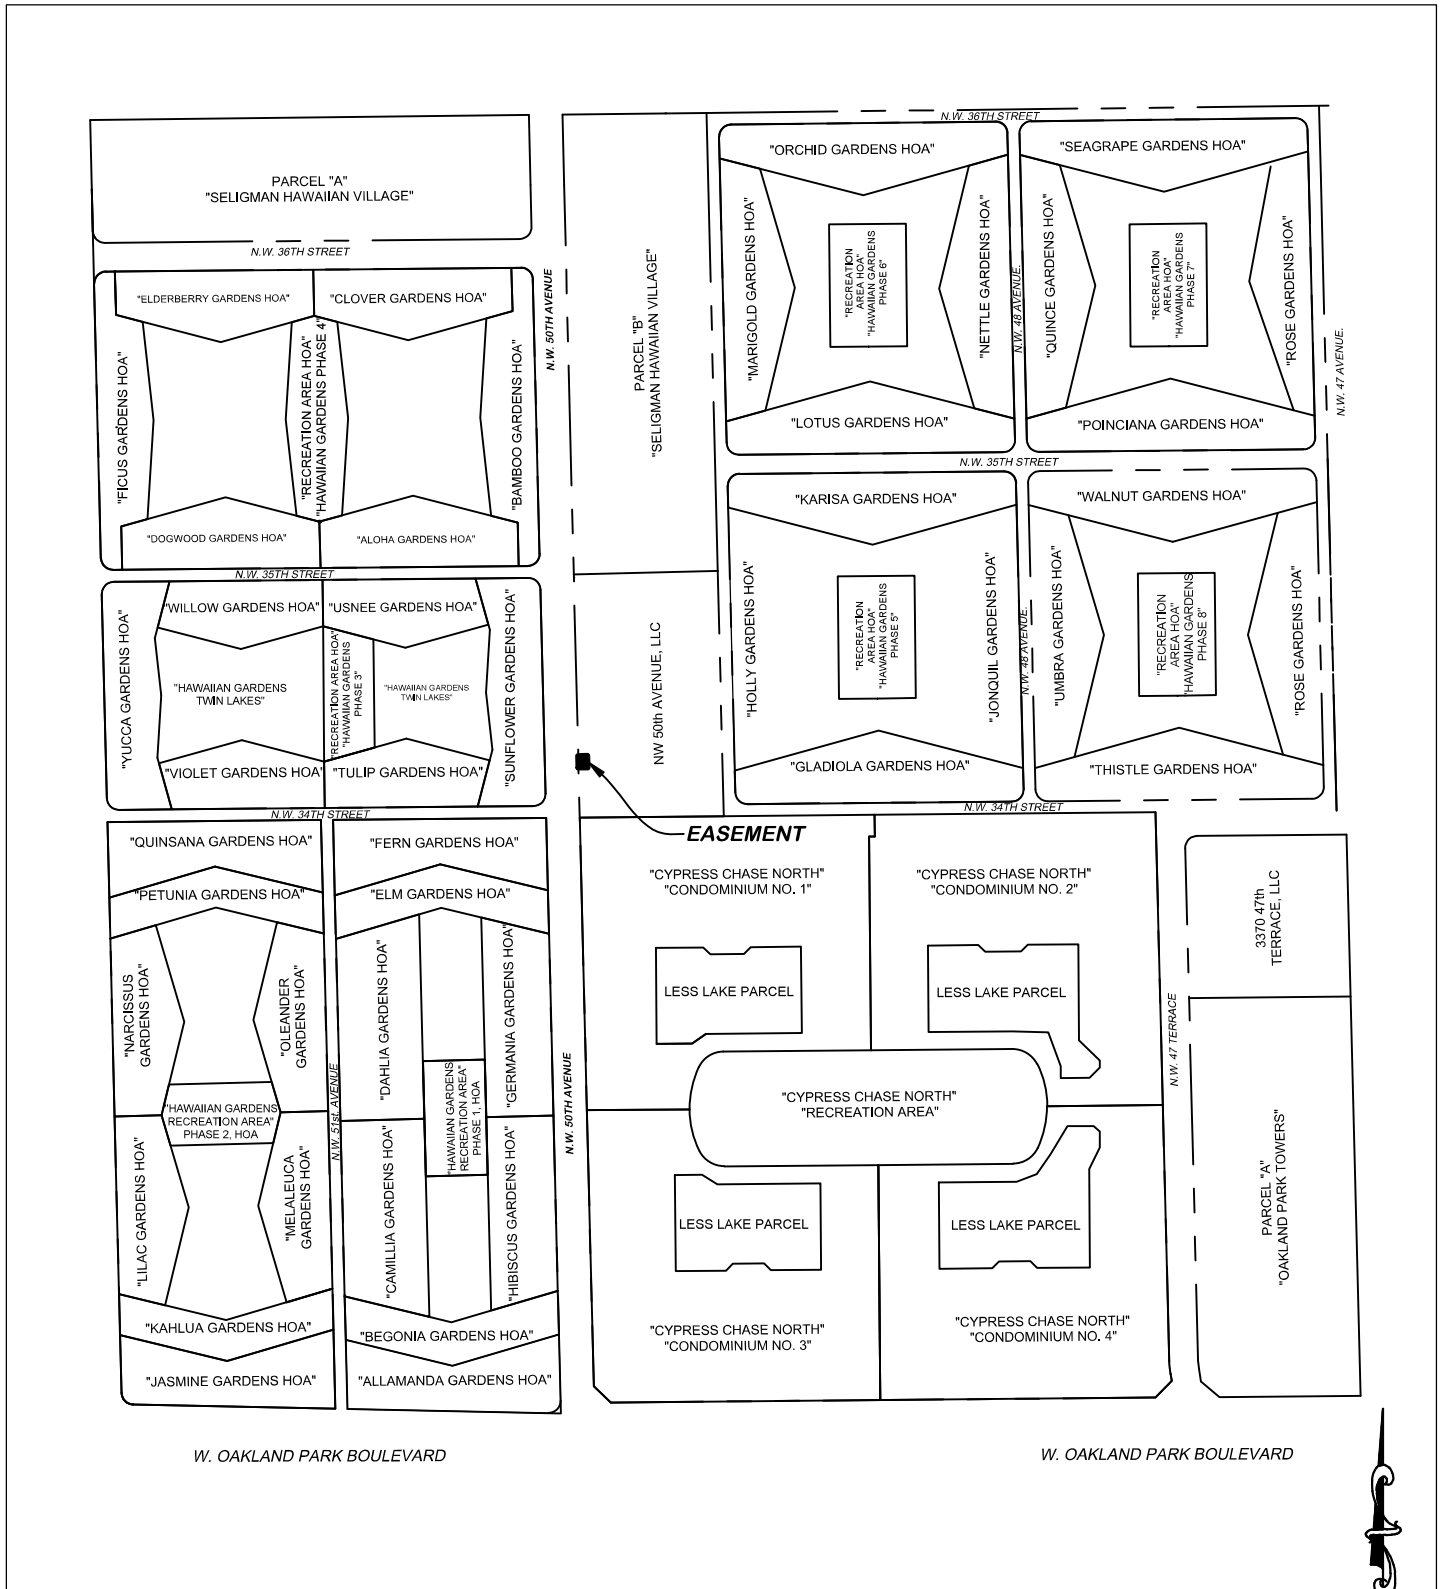 N.W. 36TH STREET
PARCEL "A"
"SELIGMAN HAWAIIAN VILLAGE"
N.W. 36TH STREET
"ELDERBERRY GARDENS HOA"
"CLOVER GARDENS HOA"
"FICUS GARDENS HOA"
"RECREATION AREA HOA"
"HAWAIIAN GARDENS PHASE 4"
"BAMBOO GARDENS HOA"
"DOGWOOD GARDENS HOA"
"ALOHA GARDENS HOA"
N.W. 50TH AVENUE
PARCEL "B"
"SELIGMAN HAWAIIAN VILLAGE"
"ORCHID GARDENS HOA"
"MARIGOLD GARDENS HOA"
"RECREATION
AREA HOA"
"HAWAIIAN GARDENS
PHASE 6"
"NETTLE GARDENS HOA"
"LOTUS GARDENS HOA"
N.W. 48 AVENUE.
"SEAGRAPE GARDENS HOA"
"QUINCE GARDENS HOA"
"RECREATION
AREA HOA"
"HAWAIIAN GARDENS
PHASE 7"
"ROSE GARDENS HOA"
"POINCIANA GARDENS HOA"
N.W. 47 AVENUE.
N.W. 35TH STREET
N.W. 35TH STREET
"WILLOW GARDENS HOA"
"USNEE GARDENS HOA"
"YUCCA GARDENS HOA"
"HAWAIIAN GARDENS
TWIN LAKES"
"RECREATION AREA HOA"
"HAWAIIAN GARDENS
PHASE 3"
"HAWAIIAN GARDENS
TWIN LAKES"
"SUNFLOWER GARDENS HOA"
"VIOLET GARDENS HOA"
"TULIP GARDENS HOA"
NW 50th AVENUE, LLC
"KARISA GARDENS HOA"
"HOLLY GARDENS HOA"
"RECREATION
AREA HOA"
"HAWAIIAN GARDENS
PHASE 5"
"JONQUIL GARDENS HOA"
"GLADIOLA GARDENS HOA"
N.W. 48 AVENUE.
"WALNUT GARDENS HOA"
"UMBRA GARDENS HOA"
"RECREATION
AREA HOA"
"HAWAIIAN GARDENS
PHASE 8"
"ROSE GARDENS HOA"
"THISTLE GARDENS HOA"
N.W. 34TH STREET
N.W. 34TH STREET
EASEMENT
"QUINSANA GARDENS HOA"
"PETUNIA GARDENS HOA"
"NARCISSUS
GARDENS HOA"
"OLEANDER
GARDENS HOA"
"HAWAIIAN GARDENS
RECREATION AREA"
PHASE 2, HOA
"LILAC GARDENS HOA"
"MELALEUCA
GARDENS HOA"
"KAHLUA GARDENS HOA"
"JASMINE GARDENS HOA"
N.W. 51st. AVENUE
"FERN GARDENS HOA"
"ELM GARDENS HOA"
"DAHLIA GARDENS HOA"
"GERMANIA GARDENS HOA"
"HAWAIIAN GARDENS
RECREATION AREA"
PHASE 1, HOA
"CAMILLIA GARDENS HOA"
"HIBISCUS GARDENS HOA"
"BEGONIA GARDENS HOA"
"ALLAMANDA GARDENS HOA"
N.W. 50TH AVENUE
"CYPRESS CHASE NORTH"
"CONDOMINIUM NO. 1"
"CYPRESS CHASE NORTH"
"CONDOMINIUM NO. 2"
LESS LAKE PARCEL
LESS LAKE PARCEL
"CYPRESS CHASE NORTH"
"RECREATION AREA"
LESS LAKE PARCEL
LESS LAKE PARCEL
"CYPRESS CHASE NORTH"
"CONDOMINIUM NO. 3"
"CYPRESS CHASE NORTH"
"CONDOMINIUM NO. 4"
N.W. 47 TERRACE
3370 47th
TERRACE, LLC
PARCEL "A"
"OAKLAND PARK TOWERS"
W. OAKLAND PARK BOULEVARD
W. OAKLAND PARK BOULEVARD